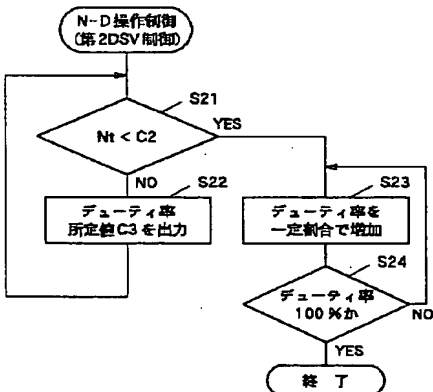 N-D 操作制御
(第2DSV制御)
S21
Nt < C2
YES
NO
S22
デューティ率
所定値C3を出力
S23
デューティ率を
一定割合で増加
S24
デューティ率
100%か
NO
YES
終了